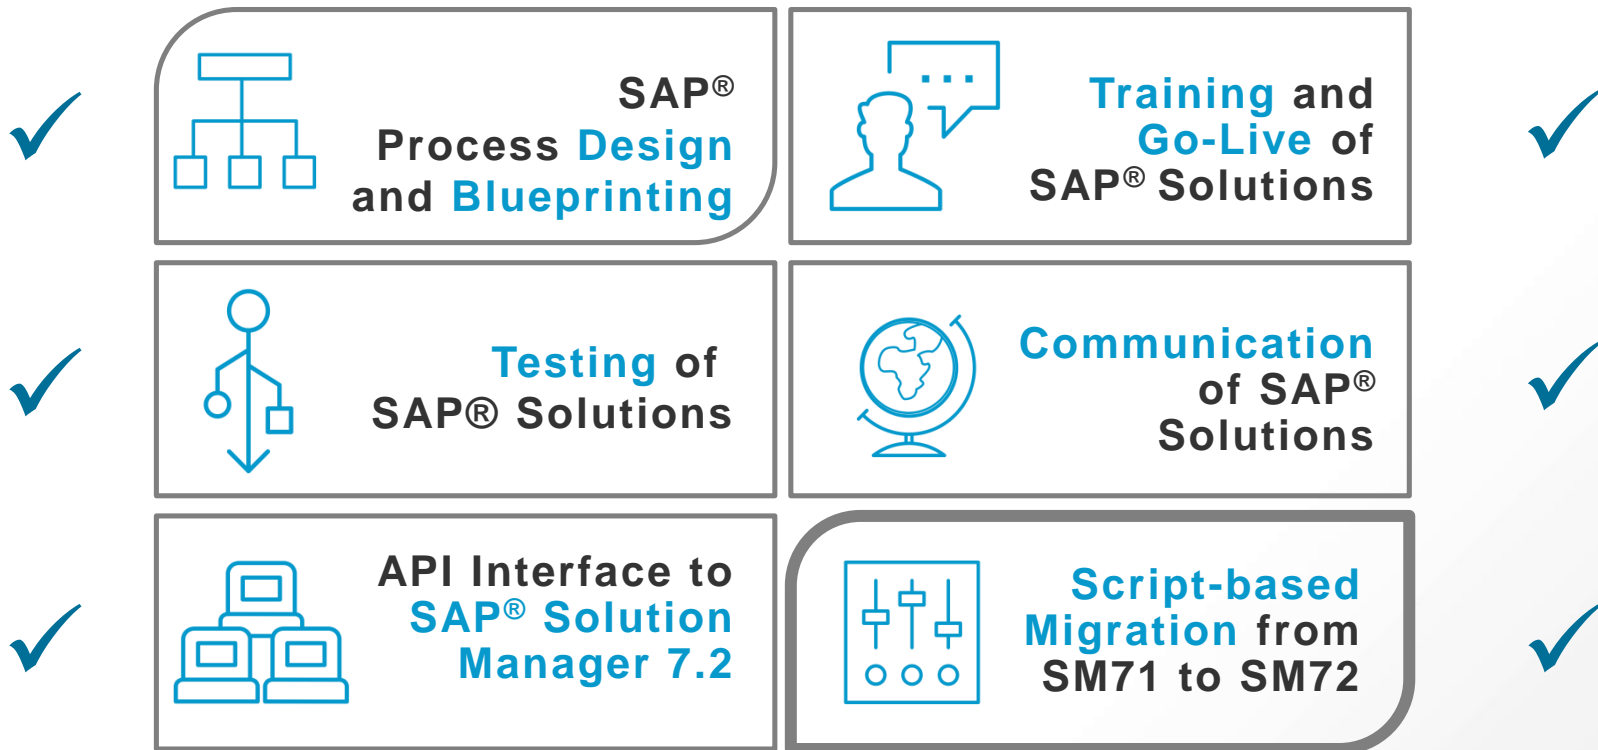 SAP®
Process Design
and Blueprinting
Training and
Go-Live of
SAP® Solutions
Testing of
SAP® Solutions
Communication
of SAP®
Solutions
API Interface to
SAP® Solution
Manager 7.2
Script-based
Migration from
SM71 to SM72